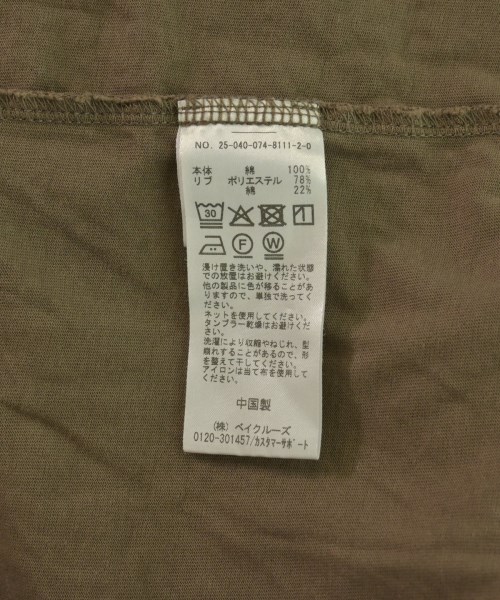 NO. 25-040-074-8111-2-0
本体 綿 100%
リブ ポリエステル 78%
綿 22%
30
F W
浸け置き洗いや、濡れた状態
での放置はお避けください。
他の製品に色が移ることがあ
りますので、単独で洗ってく
ださい。
ネットを使用してください。
タンブラー乾燥はお避けくだ
さい。
洗濯により収縮やねじれ、型
崩れすることがあるので、形
を整えて干してください。
アイロンは当て布を使用して
ください。
中国製
(株) ベイクルーズ
0120-301457/カスタマーサポート